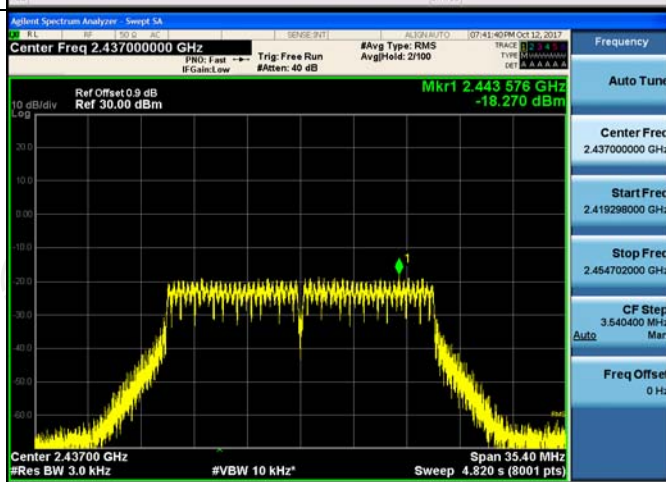 Agilent Spectrum Analyzer - Swept SA
RL RF 50 Ω AC SENSE:INT ALIGN AUTO 07:41:40 PM Oct 12, 2017
Center Freq 2.437000000 GHz
PNO: Fast Trig: Free Run #Avg Type: RMS TRACE 1 2 3 4 5 6
IFGain:Low #Atten: 40 dB Avg|Hold: 2/100 TYPE
DET A A A A A A
Mkr1 2.443 576 GHz
-18.270 dBm
Ref Offset 0.9 dB
10 dB/div Ref 30.00 dBm
Log
20.0
10.0
0.00
-10.0
-20.0
-30.0
-40.0
-50.0
-60.0
1
RMS
Center 2.43700 GHz Span 35.40 MHz
#Res BW 3.0 kHz #VBW 10 kHz* Sweep 4.820 s (8001 pts)
Frequency
Auto Tune
Center Freq
2.437000000 GHz
Start Freq
2.419298000 GHz
Stop Freq
2.454702000 GHz
CF Step
3.540400 MHz
Auto Man
Freq Offset
0 Hz